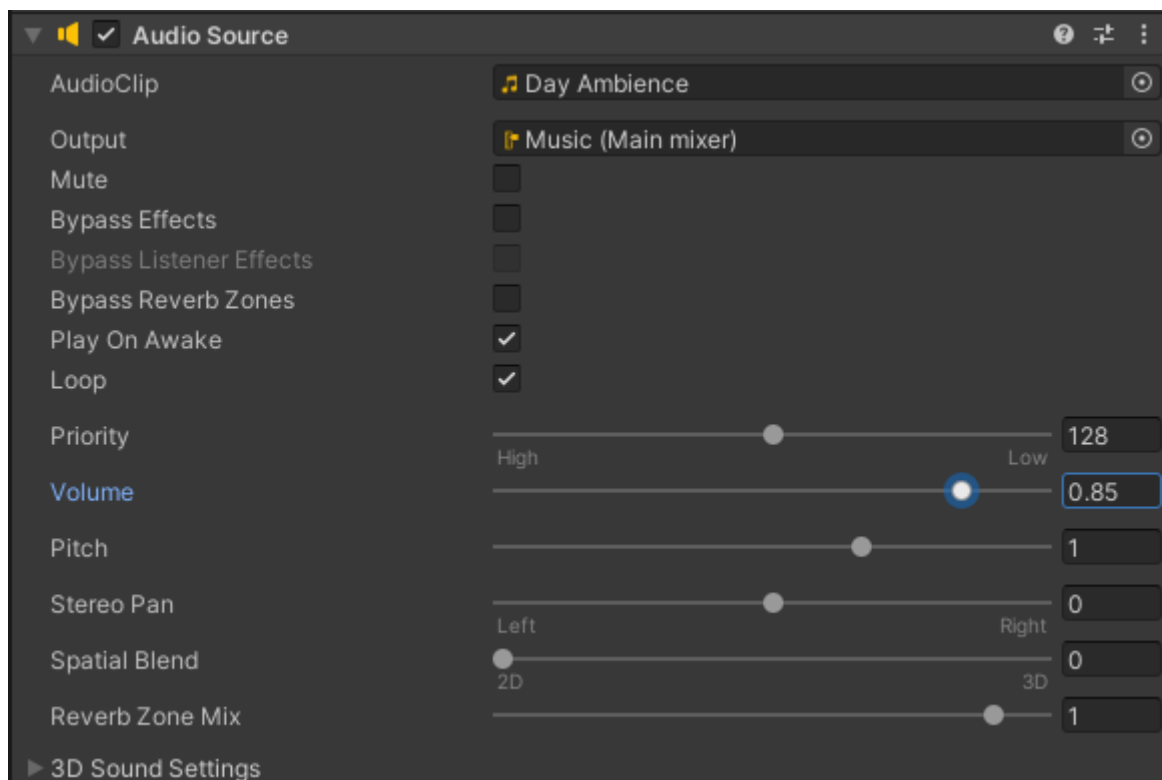 Audio Source
AudioClip Day Ambience
Output Music (Main mixer)
Mute
Bypass Effects
Bypass Listener Effects
Bypass Reverb Zones
Play On Awake
Loop
Priority 128
High Low
Volume 0.85
Pitch 1
Stereo Pan 0
Left Right
Spatial Blend 0
2D 3D
Reverb Zone Mix 1
3D Sound Settings